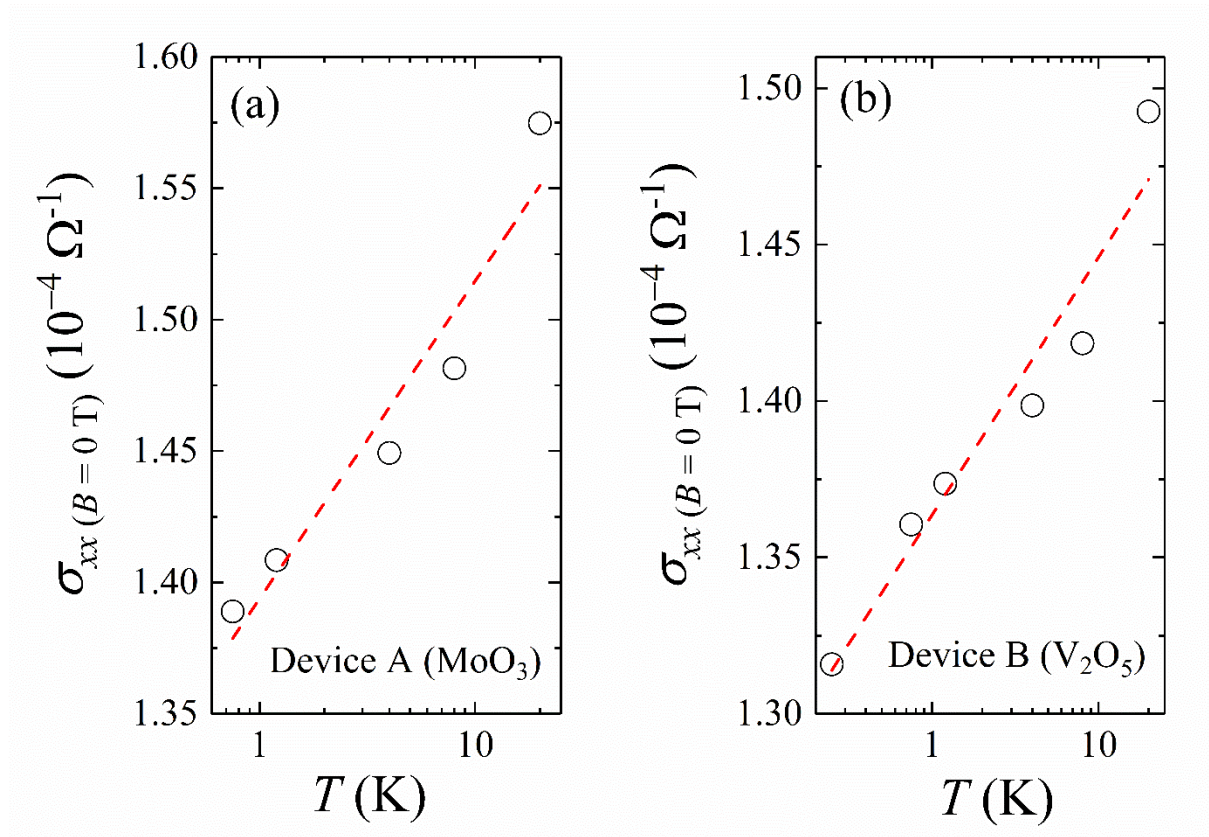 (a)
1.60
1.55
1.50
1.45
1.40
1.35
σxx (B = 0 T) (10⁻⁴ Ω⁻¹)
Device A (MoO₃)
1
10
T (K)
(b)
1.50
1.45
1.40
1.35
1.30
σxx (B = 0 T) (10⁻⁴ Ω⁻¹)
Device B (V₂O₅)
1
10
T (K)